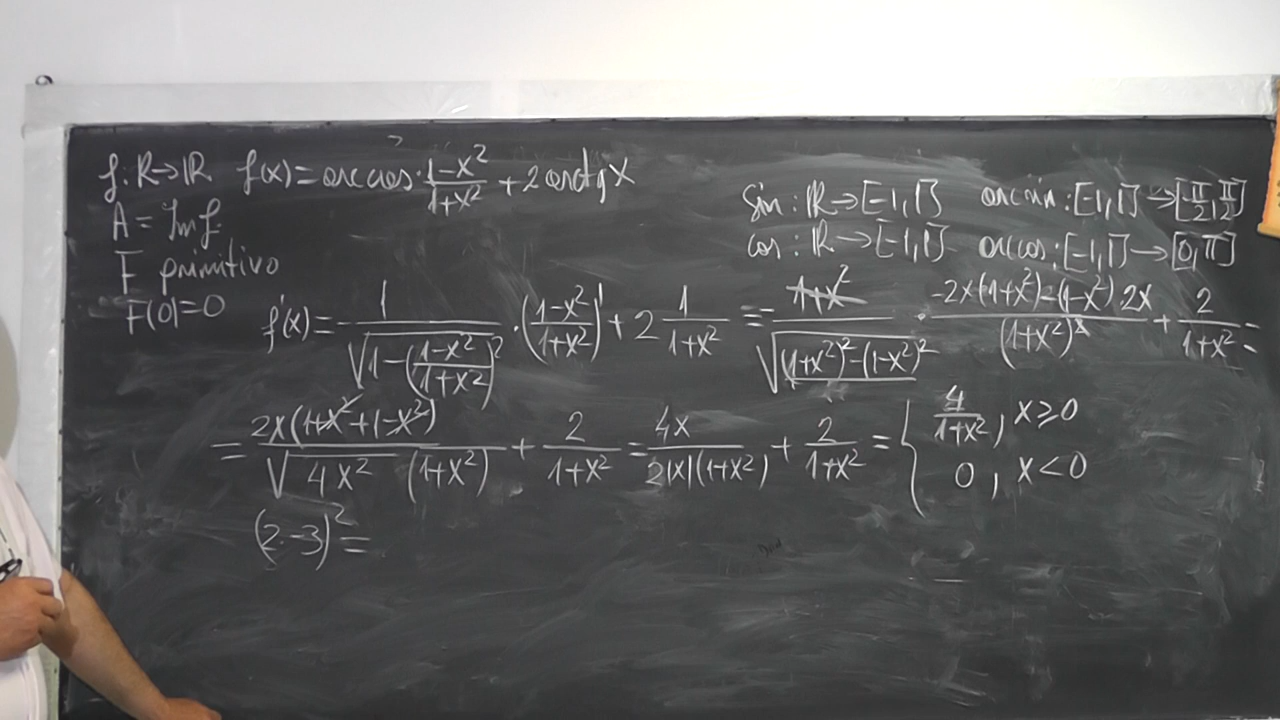 f: ℝ→ℝ f(x)=arccos·(1-x²)/(1+x²) + 2arctg x
A = Im f
F primitivo
F(0)=0
sin: ℝ→[-1,1] arcsin: [-1,1]→[-π/2, π/2]
cos: ℝ→[-1,1] arccos: [-1,1]→[0,π]
f'(x)= - 1/√(1-((1-x²)/(1+x²))²) · ((1-x²)/(1+x²))' + 2 1/(1+x²) = - (1+x²)/√((1+x²)²-(1-x²)²) · (-2x(1+x²)-(1-x²)·2x)/(1+x²)² + 2/(1+x²) =
= 2x(1+x²+1-x²)/(√(4x²) (1+x²)) + 2/(1+x²) = 4x/(2|x|(1+x²)) + 2/(1+x²) = { 4/(1+x²), x≥0
0, x<0
(2-3)² =